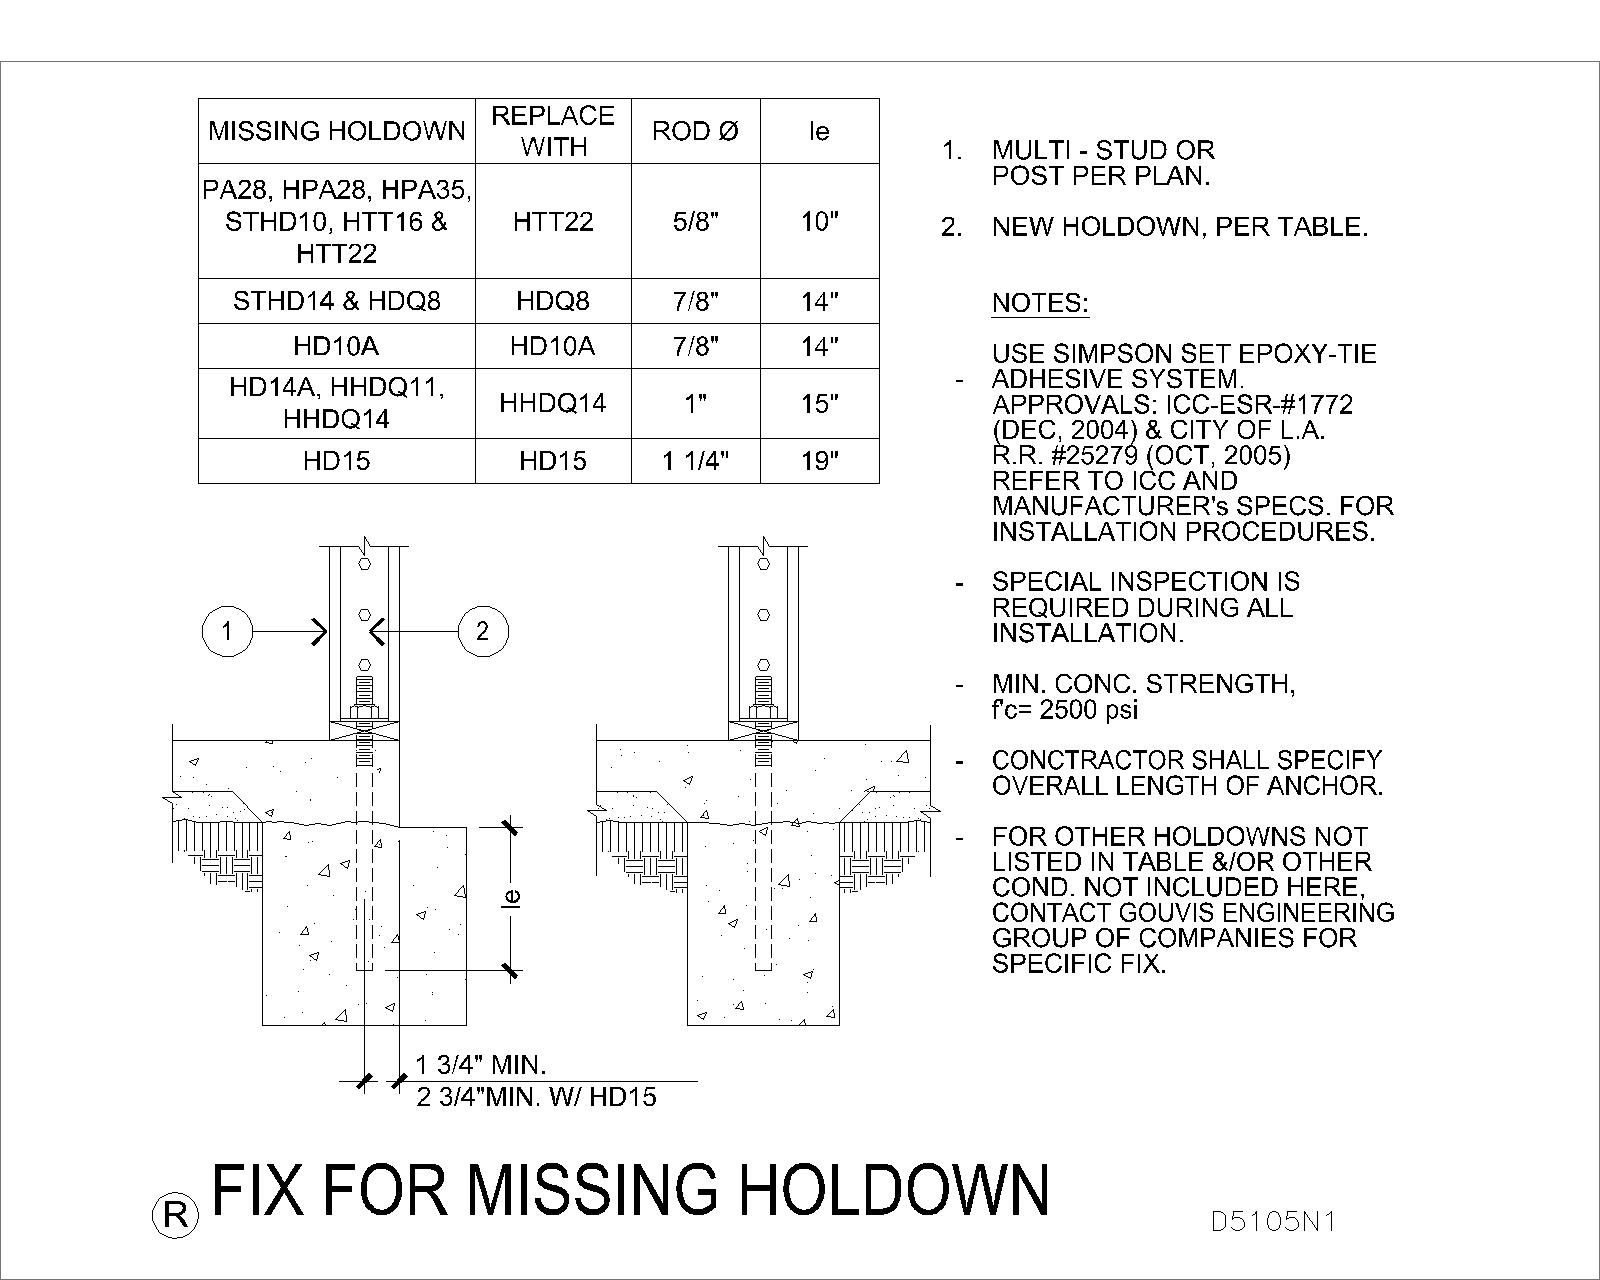 MISSING HOLDOWN
REPLACE
WITH
ROD Ø
le
PA28, HPA28, HPA35,
STHD10, HTT16 &
HTT22
HTT22
5/8"
10"
STHD14 & HDQ8
HDQ8
7/8"
14"
HD10A
HD10A
7/8"
14"
HD14A, HHDQ11,
HHDQ14
HHDQ14
1"
15"
HD15
HD15
1 1/4"
19"
1. MULTI - STUD OR
POST PER PLAN.
2. NEW HOLDOWN, PER TABLE.
NOTES:
USE SIMPSON SET EPOXY-TIE
- ADHESIVE SYSTEM.
APPROVALS: ICC-ESR-#1772
(DEC, 2004) & CITY OF L.A.
R.R. #25279 (OCT, 2005)
REFER TO ICC AND
MANUFACTURER's SPECS. FOR
INSTALLATION PROCEDURES.
- SPECIAL INSPECTION IS
REQUIRED DURING ALL
INSTALLATION.
- MIN. CONC. STRENGTH,
f'c= 2500 psi
- CONCTRACTOR SHALL SPECIFY
OVERALL LENGTH OF ANCHOR.
- FOR OTHER HOLDOWNS NOT
LISTED IN TABLE &/OR OTHER
COND. NOT INCLUDED HERE,
CONTACT GOUVIS ENGINEERING
GROUP OF COMPANIES FOR
SPECIFIC FIX.
1
2
le
1 3/4" MIN.
2 3/4"MIN. W/ HD15
R FIX FOR MISSING HOLDOWN
D5105N1